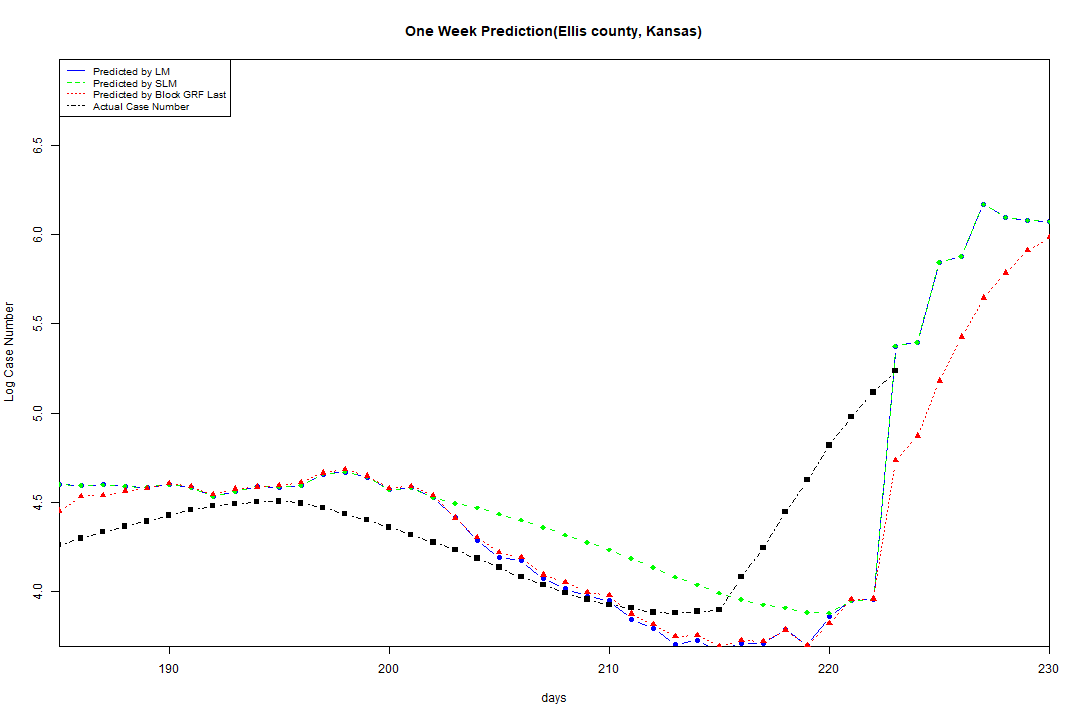 One Week Prediction(Ellis county, Kansas)
Predicted by LM
Predicted by SLM
Predicted by Block GRF Last
Actual Case Number
Log Case Number
6.5
6.0
5.5
5.0
4.5
4.0
190 200 210 220 230
days